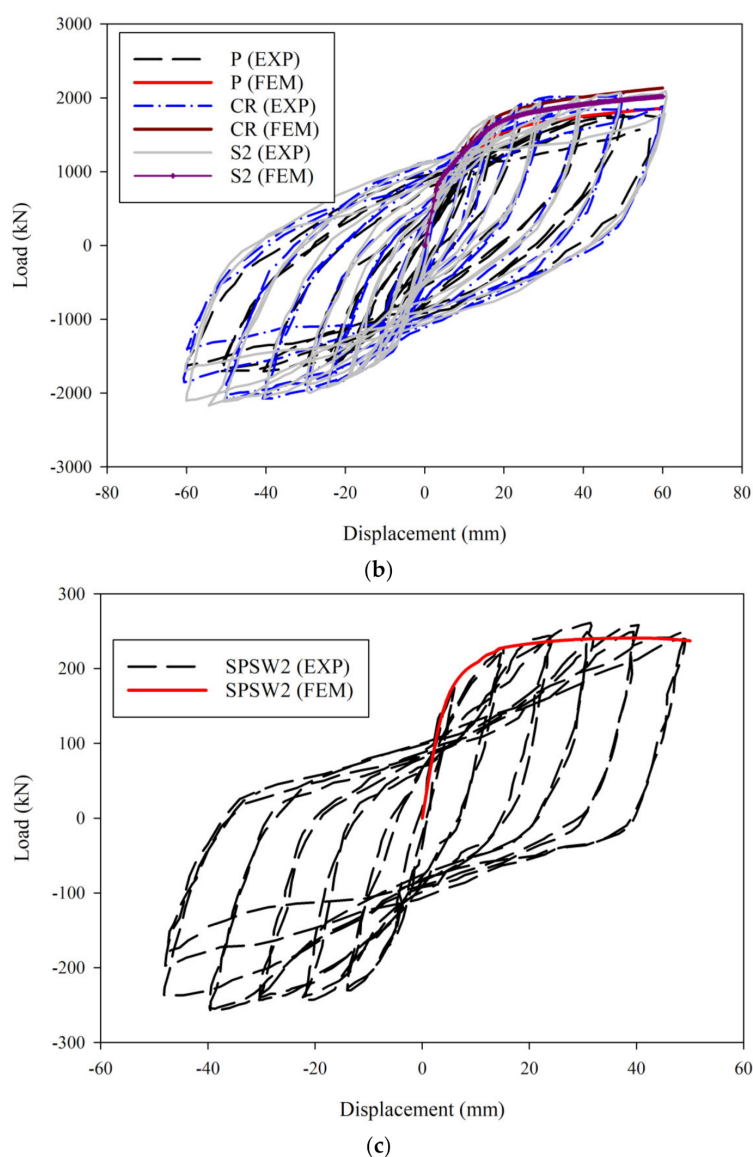 3000
2000
1000
0
-1000
-2000
-3000
Load (kN)
P (EXP)
P (FEM)
CR (EXP)
CR (FEM)
S2 (EXP)
S2 (FEM)
-80 -60 -40 -20 0 20 40 60 80
Displacement (mm)
(b)
300
200
100
0
-100
-200
-300
Load (kN)
SPSW2 (EXP)
SPSW2 (FEM)
-60 -40 -20 0 20 40 60
Displacement (mm)
(c)